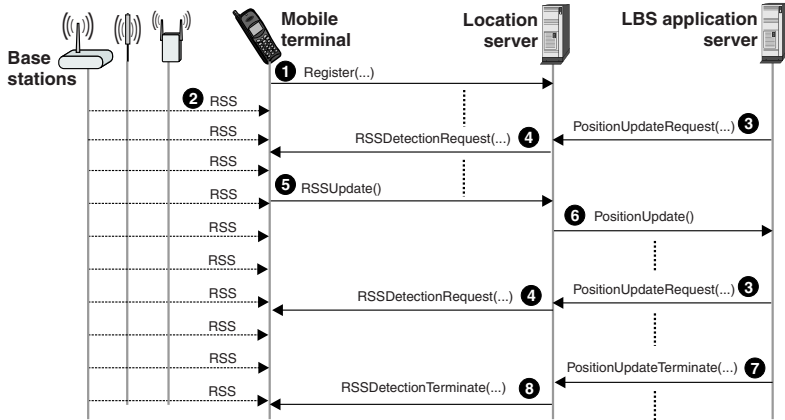 Base
stations
Mobile
terminal
Location
server
LBS application
server
1 Register(...)
2 RSS
RSS
PositionUpdateRequest(...) 3
RSSDetectionRequest(...) 4
RSS
RSS
5 RSSUpdate()
6 PositionUpdate()
RSS
RSS
RSS
PositionUpdateRequest(...) 3
RSSDetectionRequest(...) 4
RSS
RSS
PositionUpdateTerminate(...) 7
RSSDetectionTerminate(...) 8
RSS